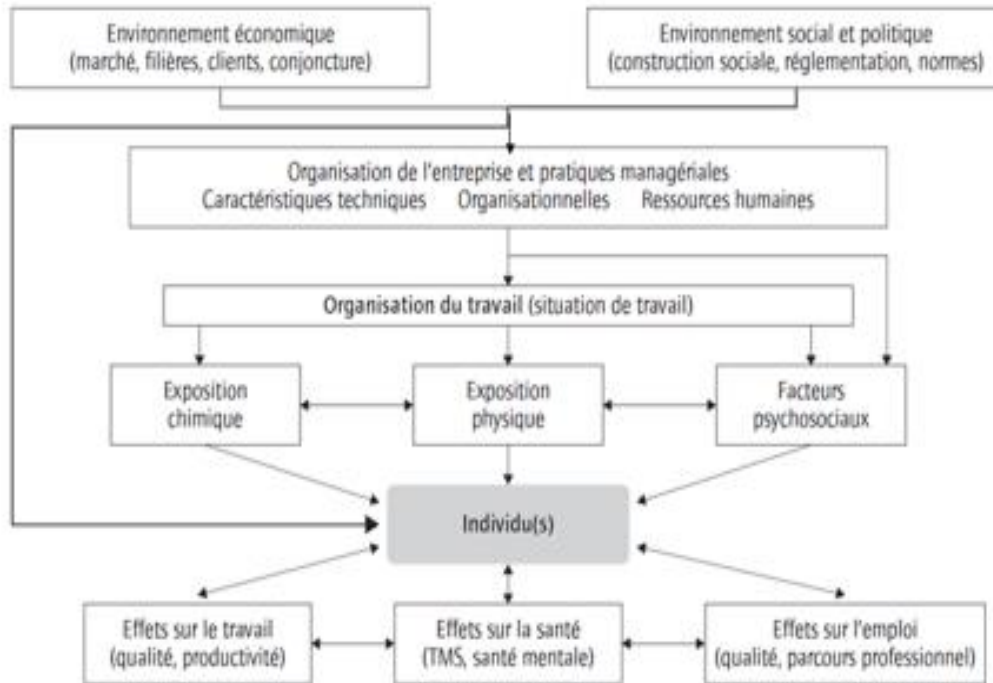 Environnement économique
(marché, filières, clients, conjoncture)
Environnement social et politique
(construction sociale, réglementation, normes)
Organisation de l'entreprise et pratiques managériales
Caractéristiques techniques Organisationnelles Ressources humaines
Organisation du travail (situation de travail)
Exposition
chimique
Exposition
physique
Facteurs
psychosociaux
Individu(s)
Effets sur le travail
(qualité, productivité)
Effets sur la santé
(TMS, santé mentale)
Effets sur l'emploi
(qualité, parcours professionnel)